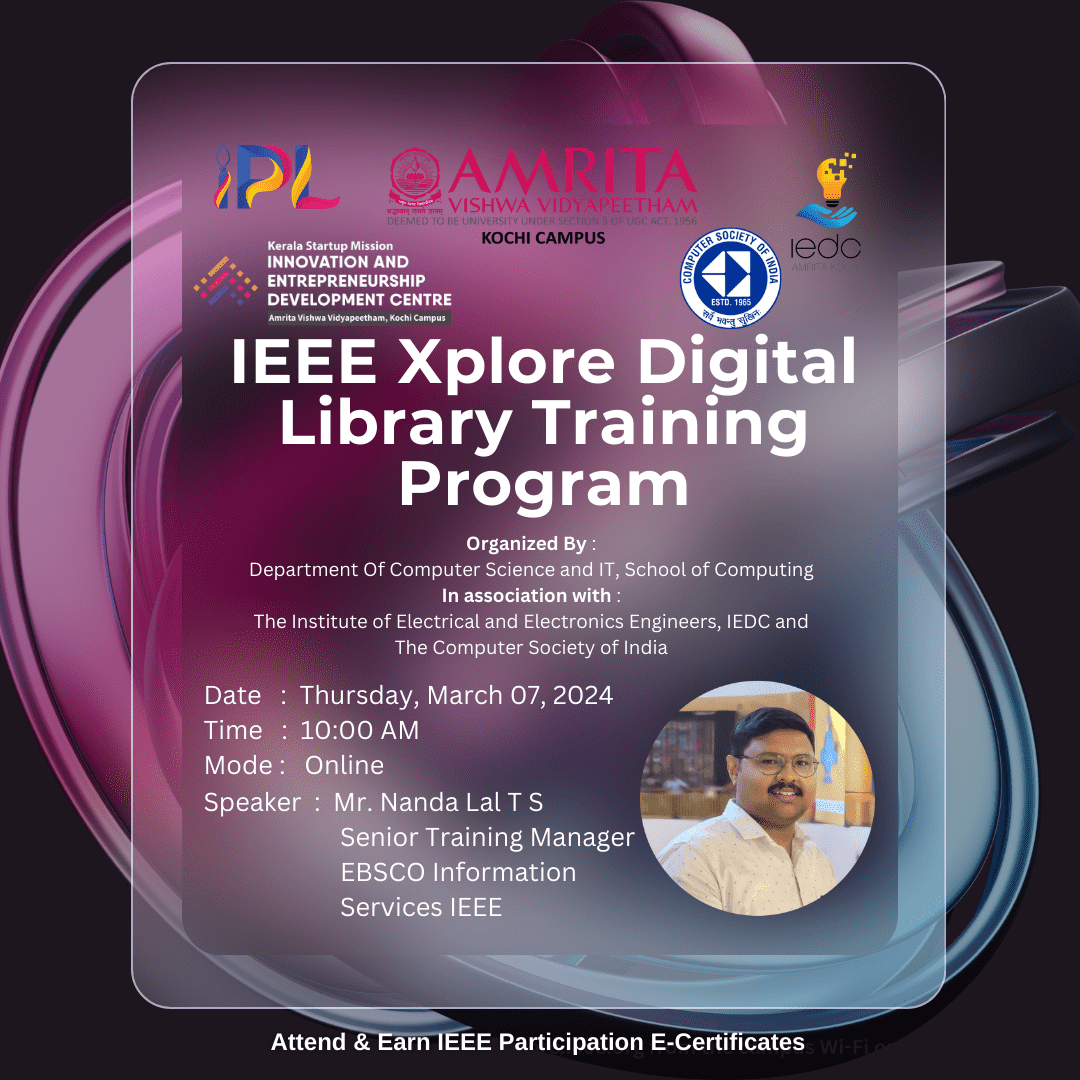 iPL
AMRITA
VISHWA VIDYAPEETHAM
DEEMED TO BE UNIVERSITY UNDER SECTION 3 OF UGC ACT. 1956
KOCHI CAMPUS
iedc
AMRITA KOCHI
Kerala Startup Mission
INNOVATION AND
ENTREPRENEURSHIP
DEVELOPMENT CENTRE
Amrita Vishwa Vidyapeetham, Kochi Campus
COMPUTER SOCIETY OF INDIA
ESTD. 1965
सर्वे भवन्तु सुखिनः
IEEE Xplore Digital
Library Training
Program
Organized By :
Department Of Computer Science and IT, School of Computing
In association with :
The Institute of Electrical and Electronics Engineers, IEDC and
The Computer Society of India
Date : Thursday, March 07, 2024
Time : 10:00 AM
Mode : Online
Speaker : Mr. Nanda Lal T S
Senior Training Manager
EBSCO Information
Services IEEE
Attend & Earn IEEE Participation E-Certificates